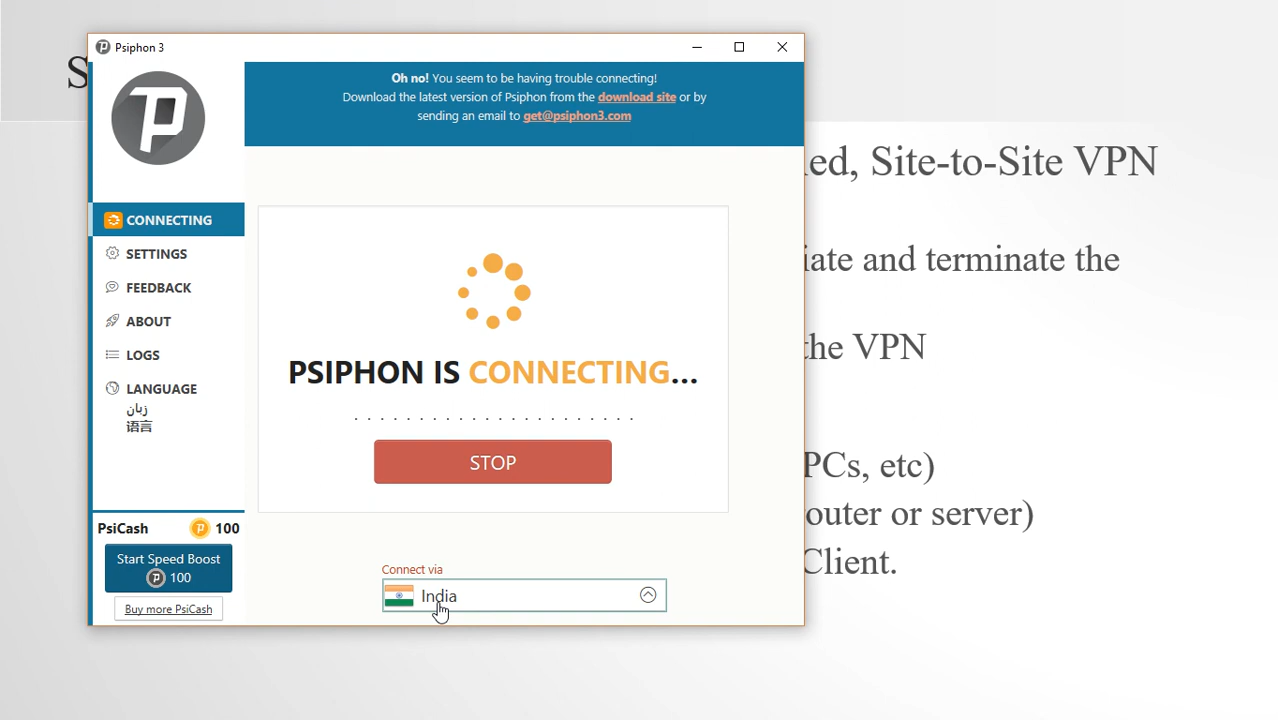 Psiphon 3
S
Oh no! You seem to be having trouble connecting!
Download the latest version of Psiphon from the download site or by
sending an email to get@psiphon3.com
CONNECTING
SETTINGS
FEEDBACK
ABOUT
LOGS
LANGUAGE
زبان
语言
PSIPHON IS CONNECTING...
STOP
PsiCash
100
Start Speed Boost
100
Buy more PsiCash
Connect via
India
ed, Site-to-Site VPN
iate and terminate the
the VPN
PCs, etc)
outer or server)
Client.